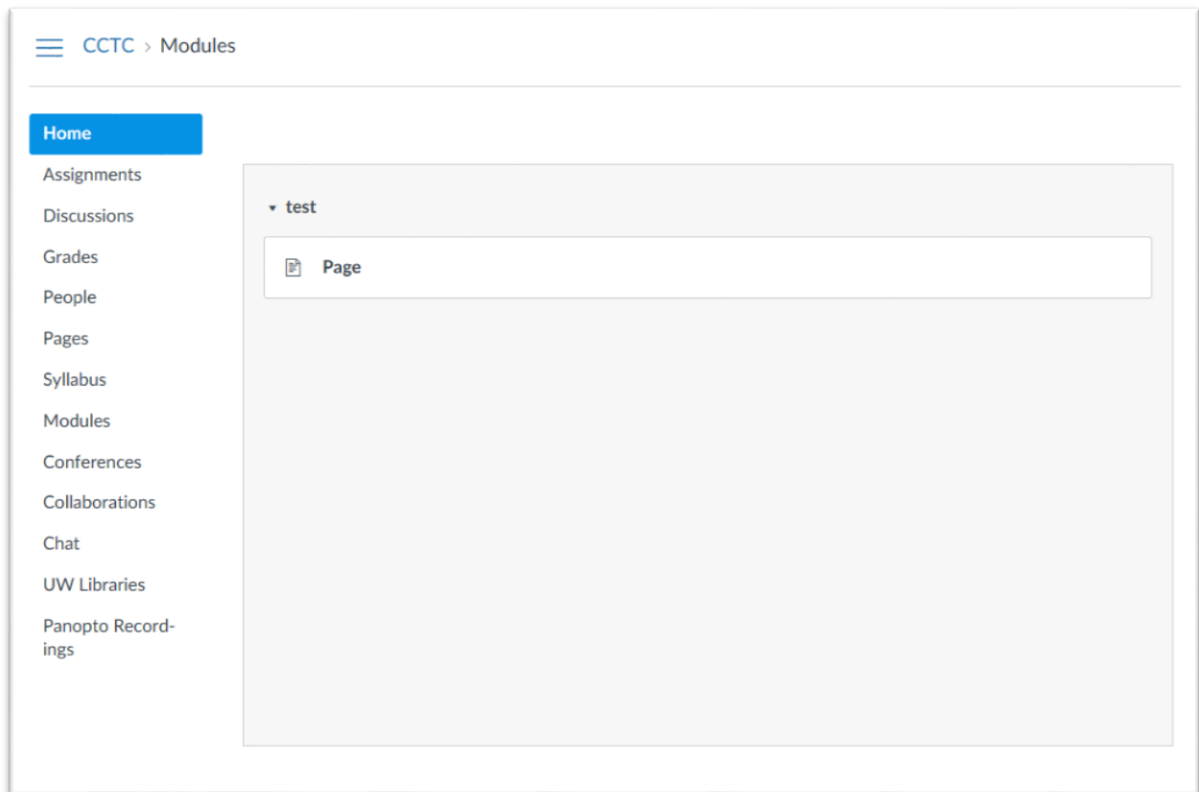 CCTC > Modules
Home
Assignments
Discussions
Grades
People
Pages
Syllabus
Modules
Conferences
Collaborations
Chat
UW Libraries
Panopto Record-
ings
test
Page